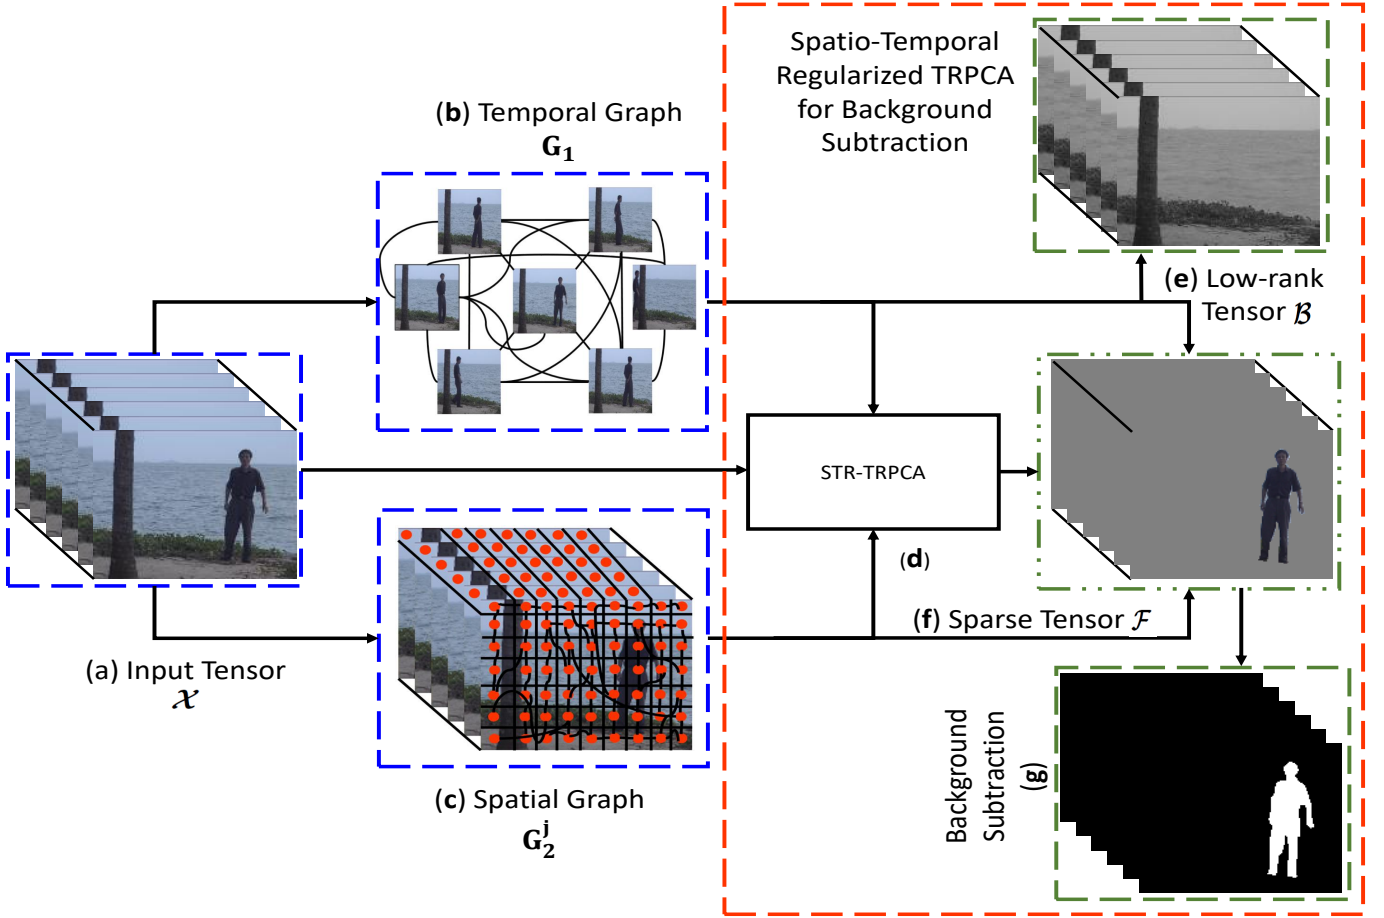 Spatio-Temporal
Regularized TRPCA
for Background
Subtraction
(b) Temporal Graph
G₁
(e) Low-rank
Tensor ℬ
STR-TRPCA
(d)
(f) Sparse Tensor ℱ
(a) Input Tensor
𝒳
(c) Spatial Graph
G₂ʲ
Background
Subtraction
(g)